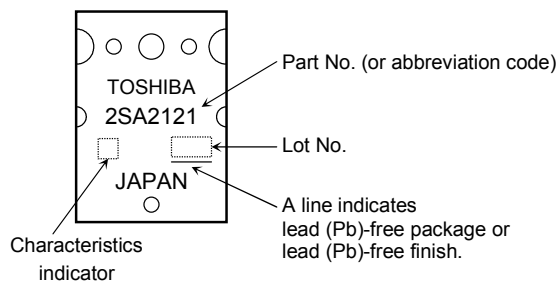 TOSHIBA
2SA2121
JAPAN
Part No. (or abbreviation code)
Lot No.
A line indicates
lead (Pb)-free package or
lead (Pb)-free finish.
Characteristics
indicator